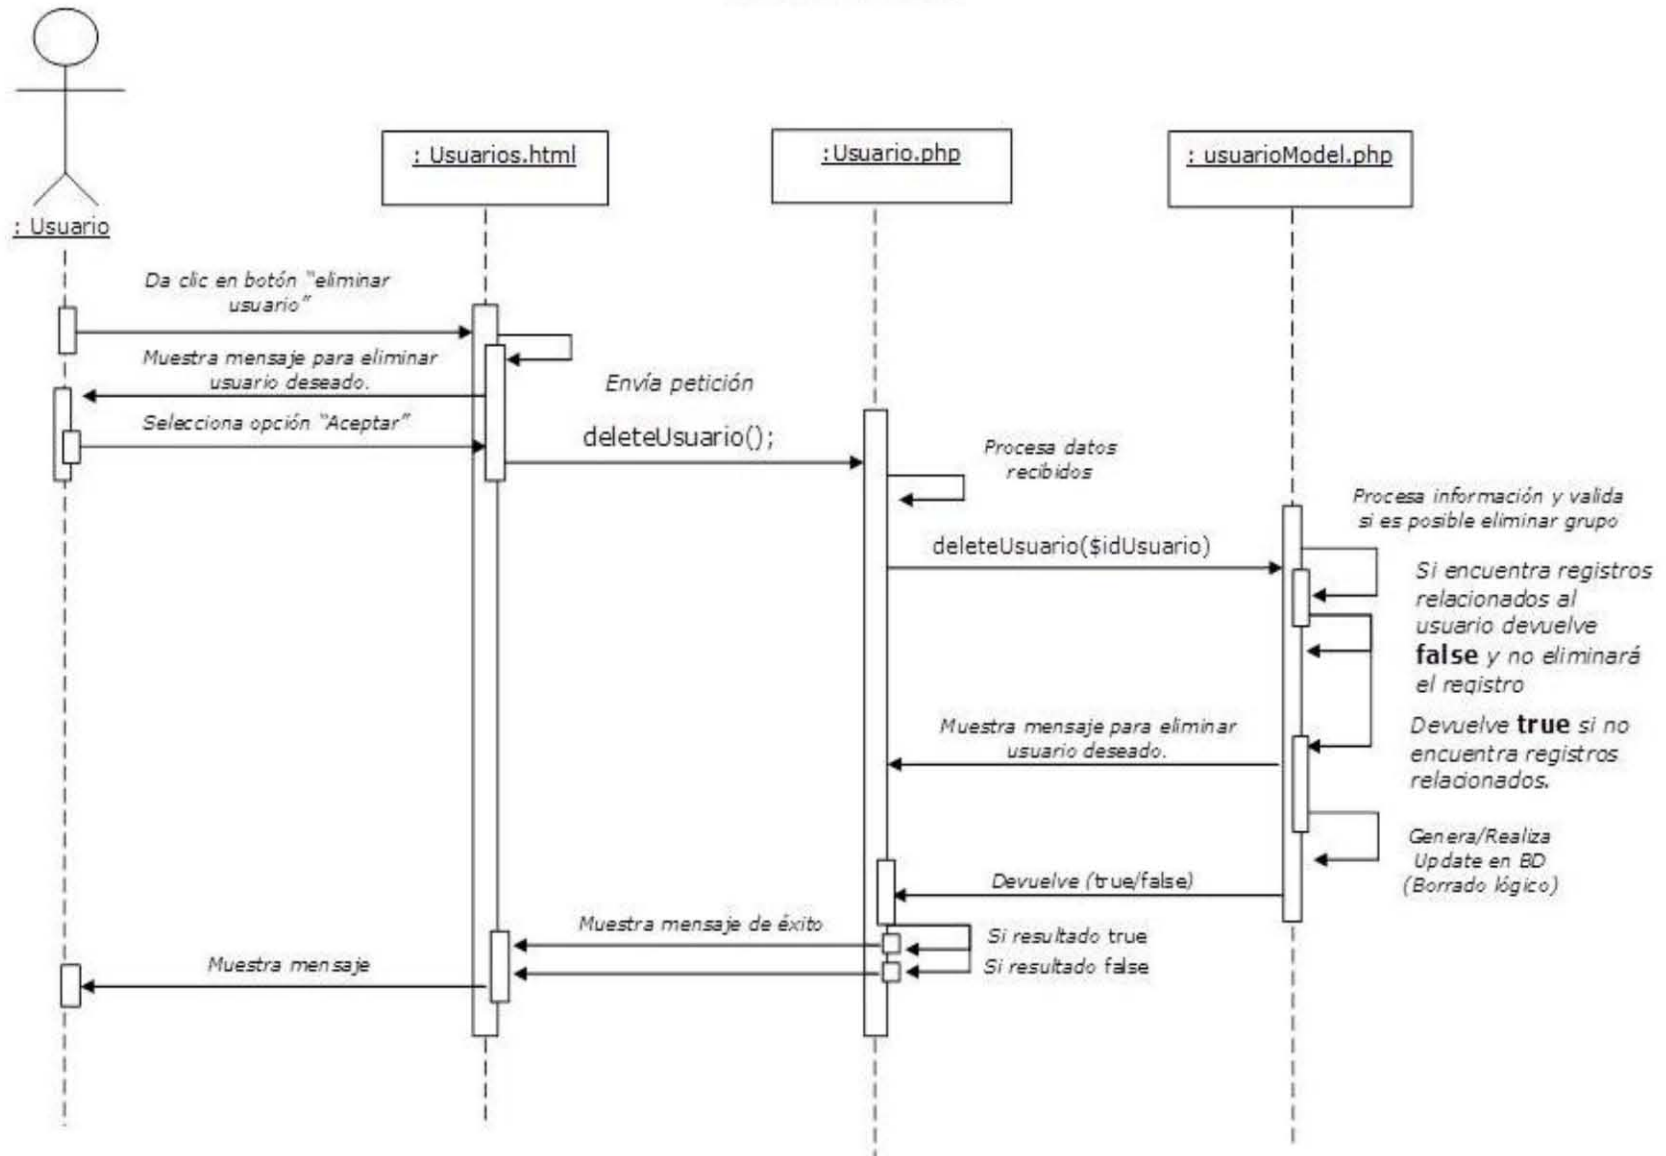 : Usuarios.html
:Usuario.php
: usuarioModel.php
: Usuario
Da clic en botón "eliminar
usuario"
Muestra mensaje para eliminar
usuario deseado.
Selecciona opción "Aceptar"
Envía petición
deleteUsuario();
Procesa datos
recibidos
Procesa información y valida
si es posible eliminar grupo
deleteUsuario($idUsuario)
Si encuentra registros
relacionados al
usuario devuelve
false y no eliminará
el registro
Muestra mensaje para eliminar
usuario deseado.
Devuelve true si no
encuentra registros
relacionados.
Genera/Realiza
Update en BD
(Borrado lógico)
Devuelve (true/false)
Muestra mensaje de éxito
Si resultado true
Si resultado false
Muestra mensaje